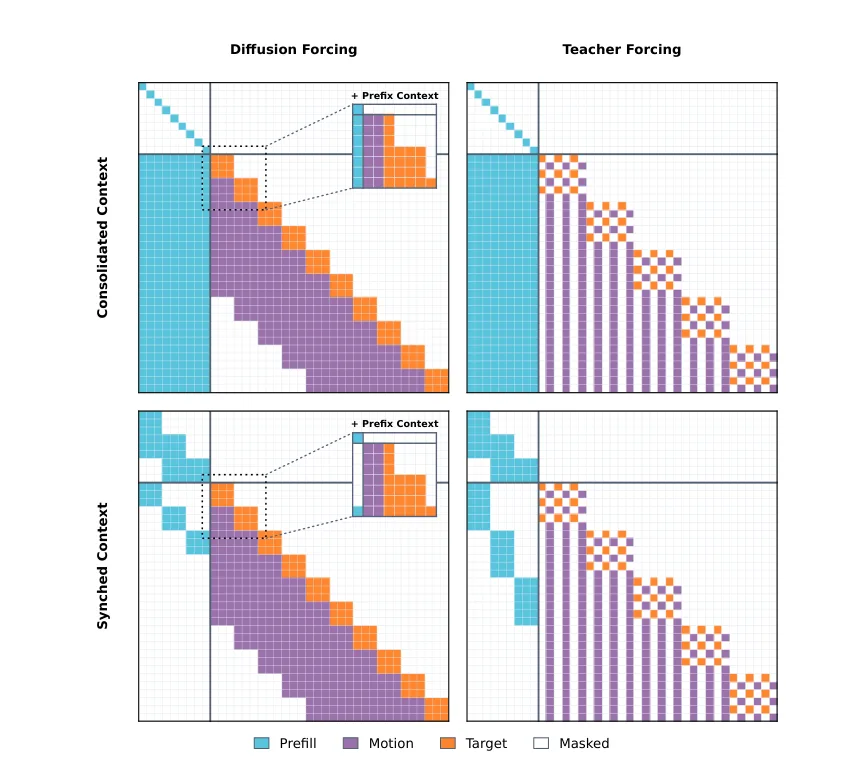 Diffusion Forcing
Teacher Forcing
Consolidated Context
+ Prefix Context
Synched Context
+ Prefix Context
Prefill
Motion
Target
Masked